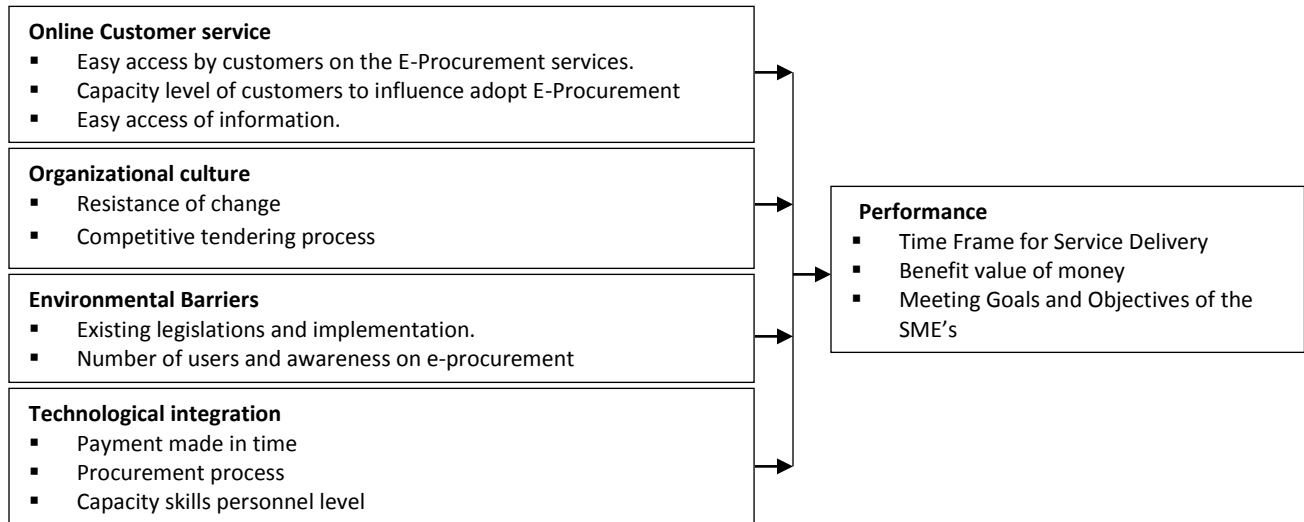 Online Customer service
▪ Easy access by customers on the E-Procurement services.
▪ Capacity level of customers to influence adopt E-Procurement
▪ Easy access of information.
Organizational culture
▪ Resistance of change
▪ Competitive tendering process
Environmental Barriers
▪ Existing legislations and implementation.
▪ Number of users and awareness on e-procurement
Technological integration
▪ Payment made in time
▪ Procurement process
▪ Capacity skills personnel level
Performance
▪ Time Frame for Service Delivery
▪ Benefit value of money
▪ Meeting Goals and Objectives of the
SME’s